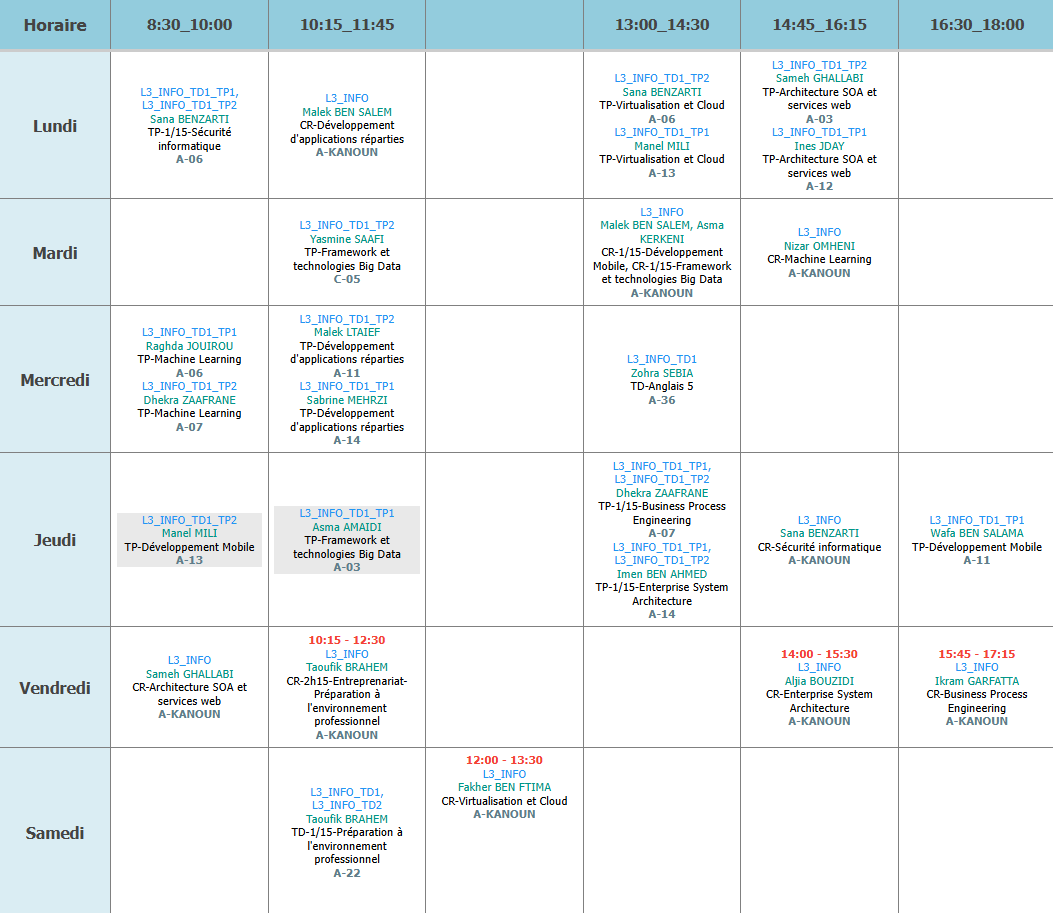 Horaire
8:30_10:00
10:15_11:45
13:00_14:30
14:45_16:15
16:30_18:00
Lundi
L3_INFO_TD1_TP1,
L3_INFO_TD1_TP2
Sana BENZARTI
TP-1/15-Sécurité
informatique
A-06
L3_INFO
Malek BEN SALEM
CR-Développement
d'applications réparties
A-KANOUN
L3_INFO_TD1_TP2
Sana BENZARTI
TP-Virtualisation et Cloud
A-06
L3_INFO_TD1_TP1
Manel MILI
TP-Virtualisation et Cloud
A-13
L3_INFO_TD1_TP2
Sameh GHALLABI
TP-Architecture SOA et
services web
A-03
L3_INFO_TD1_TP1
Ines JDAY
TP-Architecture SOA et
services web
A-12
Mardi
L3_INFO_TD1_TP2
Yasmine SAAFI
TP-Framework et
technologies Big Data
C-05
L3_INFO
Malek BEN SALEM, Asma
KERKENI
CR-1/15-Développement
Mobile, CR-1/15-Framework
et technologies Big Data
A-KANOUN
L3_INFO
Nizar OMHENI
CR-Machine Learning
A-KANOUN
Mercredi
L3_INFO_TD1_TP1
Raghda JOUIROU
TP-Machine Learning
A-06
L3_INFO_TD1_TP2
Dhekra ZAAFRANE
TP-Machine Learning
A-07
L3_INFO_TD1_TP2
Malek LTAIEF
TP-Développement
d'applications réparties
A-11
L3_INFO_TD1_TP1
Sabrine MEHRZI
TP-Développement
d'applications réparties
A-14
L3_INFO_TD1
Zohra SEBIA
TD-Anglais 5
A-36
Jeudi
L3_INFO_TD1_TP2
Manel MILI
TP-Développement Mobile
A-13
L3_INFO_TD1_TP1
Asma AMAIDI
TP-Framework et
technologies Big Data
A-03
L3_INFO_TD1_TP1,
L3_INFO_TD1_TP2
Dhekra ZAAFRANE
TP-1/15-Business Process
Engineering
A-07
L3_INFO_TD1_TP1,
L3_INFO_TD1_TP2
Imen BEN AHMED
TP-1/15-Enterprise System
Architecture
A-14
L3_INFO
Sana BENZARTI
CR-Sécurité informatique
A-KANOUN
L3_INFO_TD1_TP1
Wafa BEN SALAMA
TP-Développement Mobile
A-11
Vendredi
L3_INFO
Sameh GHALLABI
CR-Architecture SOA et
services web
A-KANOUN
10:15 - 12:30
L3_INFO
Taoufik BRAHEM
CR-2h15-Entreprenariat-
Préparation à
l'environnement
professionnel
A-KANOUN
14:00 - 15:30
L3_INFO
Aljia BOUZIDI
CR-Enterprise System
Architecture
A-KANOUN
15:45 - 17:15
L3_INFO
Ikram GARFATTA
CR-Business Process
Engineering
A-KANOUN
Samedi
L3_INFO_TD1,
L3_INFO_TD2
Taoufik BRAHEM
TD-1/15-Préparation à
l'environnement
professionnel
A-22
12:00 - 13:30
L3_INFO
Fakher BEN FTIMA
CR-Virtualisation et Cloud
A-KANOUN